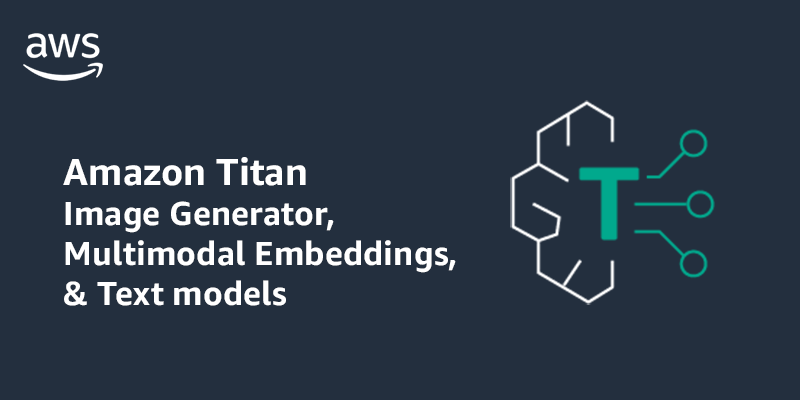 aws
Amazon Titan
Image Generator,
Multimodal Embeddings,
& Text models
T